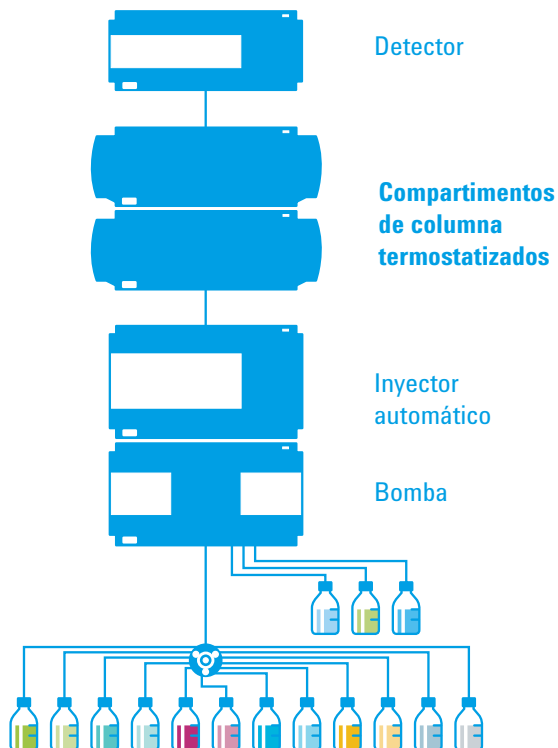 Detector
Compartimentos
de columna
termostatizados
Inyector
automático
Bomba